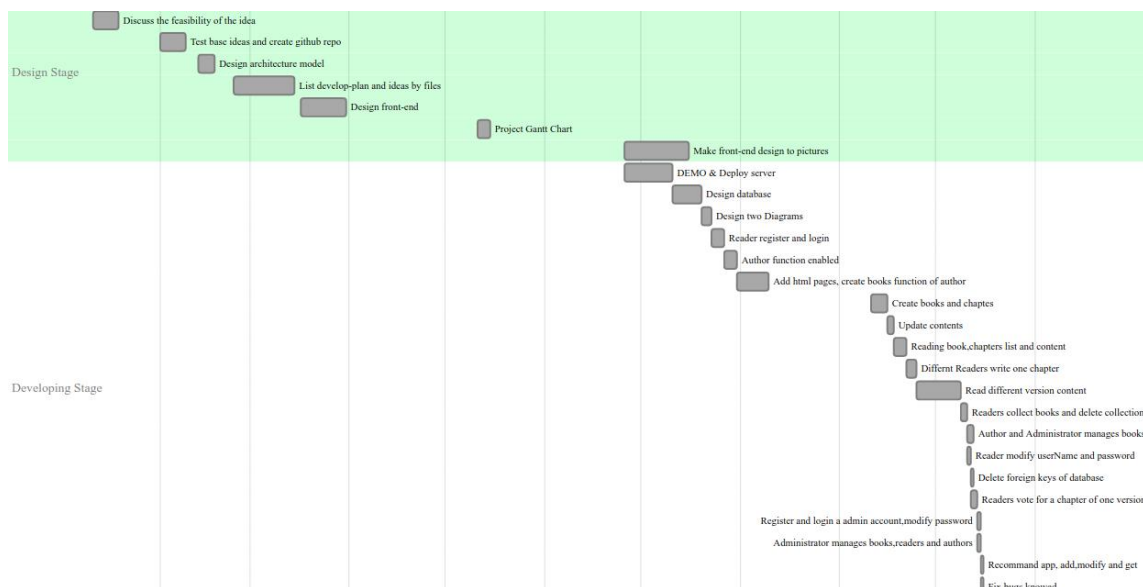 Discuss the feasibility of the idea
Test base ideas and create github repo
Design architecture model
Design Stage
List develop-plan and ideas by files
Design front-end
Project Gantt Chart
Make front-end design to pictures
DEMO & Deploy server
Design database
Design two Diagrams
Reader register and login
Author function enabled
Add html pages, create books function of author
Create books and chaptes
Update contents
Reading book,chapters list and content
Differnt Readers write one chapter
Developing Stage
Read different version content
Readers collect books and delete collection
Author and Administrator manages books
Reader modify userName and password
Delete foreign keys of database
Readers vote for a chapter of one version
Register and login a admin account,modify password
Administrator manages books,readers and authors
Recommand app, add,modify and get
Fix bugs knowed